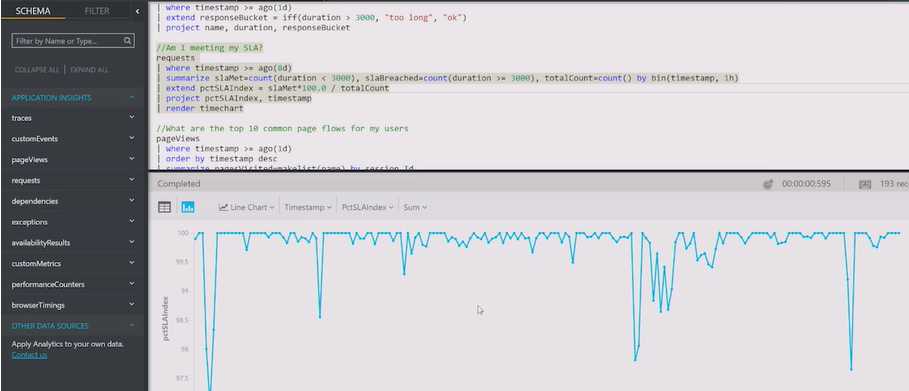 SCHEMA
FILTER
Filter by Name or Type...
COLLAPSE ALL | EXPAND ALL
APPLICATION INSIGHTS
traces
customEvents
pageViews
requests
dependencies
exceptions
availabilityResults
customMetrics
performanceCounters
browserTimings
OTHER DATA SOURCES
Apply Analytics to your own data.
Contact us
| where timestamp >= ago(1d)
| extend responseBucket = iff(duration > 3000, "too long", "ok")
| project name, duration, responseBucket
//Am I meeting my SLA?
requests
| where timestamp >= ago(8d)
| summarize slaMet=count(duration < 3000), slaBreached=count(duration >= 3000), totalCount=count() by bin(timestamp, 1h)
| extend pctSLAIndex = slaMet*100.0 / totalCount
| project pctSLAIndex, timestamp
| render timechart
//What are the top 10 common page flows for my users
pageViews
| where timestamp >= ago(1d)
| order by timestamp desc
| summarize pagesVisited=makelist(name) by session_Id
Completed
00:00:00:595
193 rec
Line Chart
Timestamp
PctSLAIndex
Sum
100
99.5
99
98.5
98
97.5
pctSLAIndex